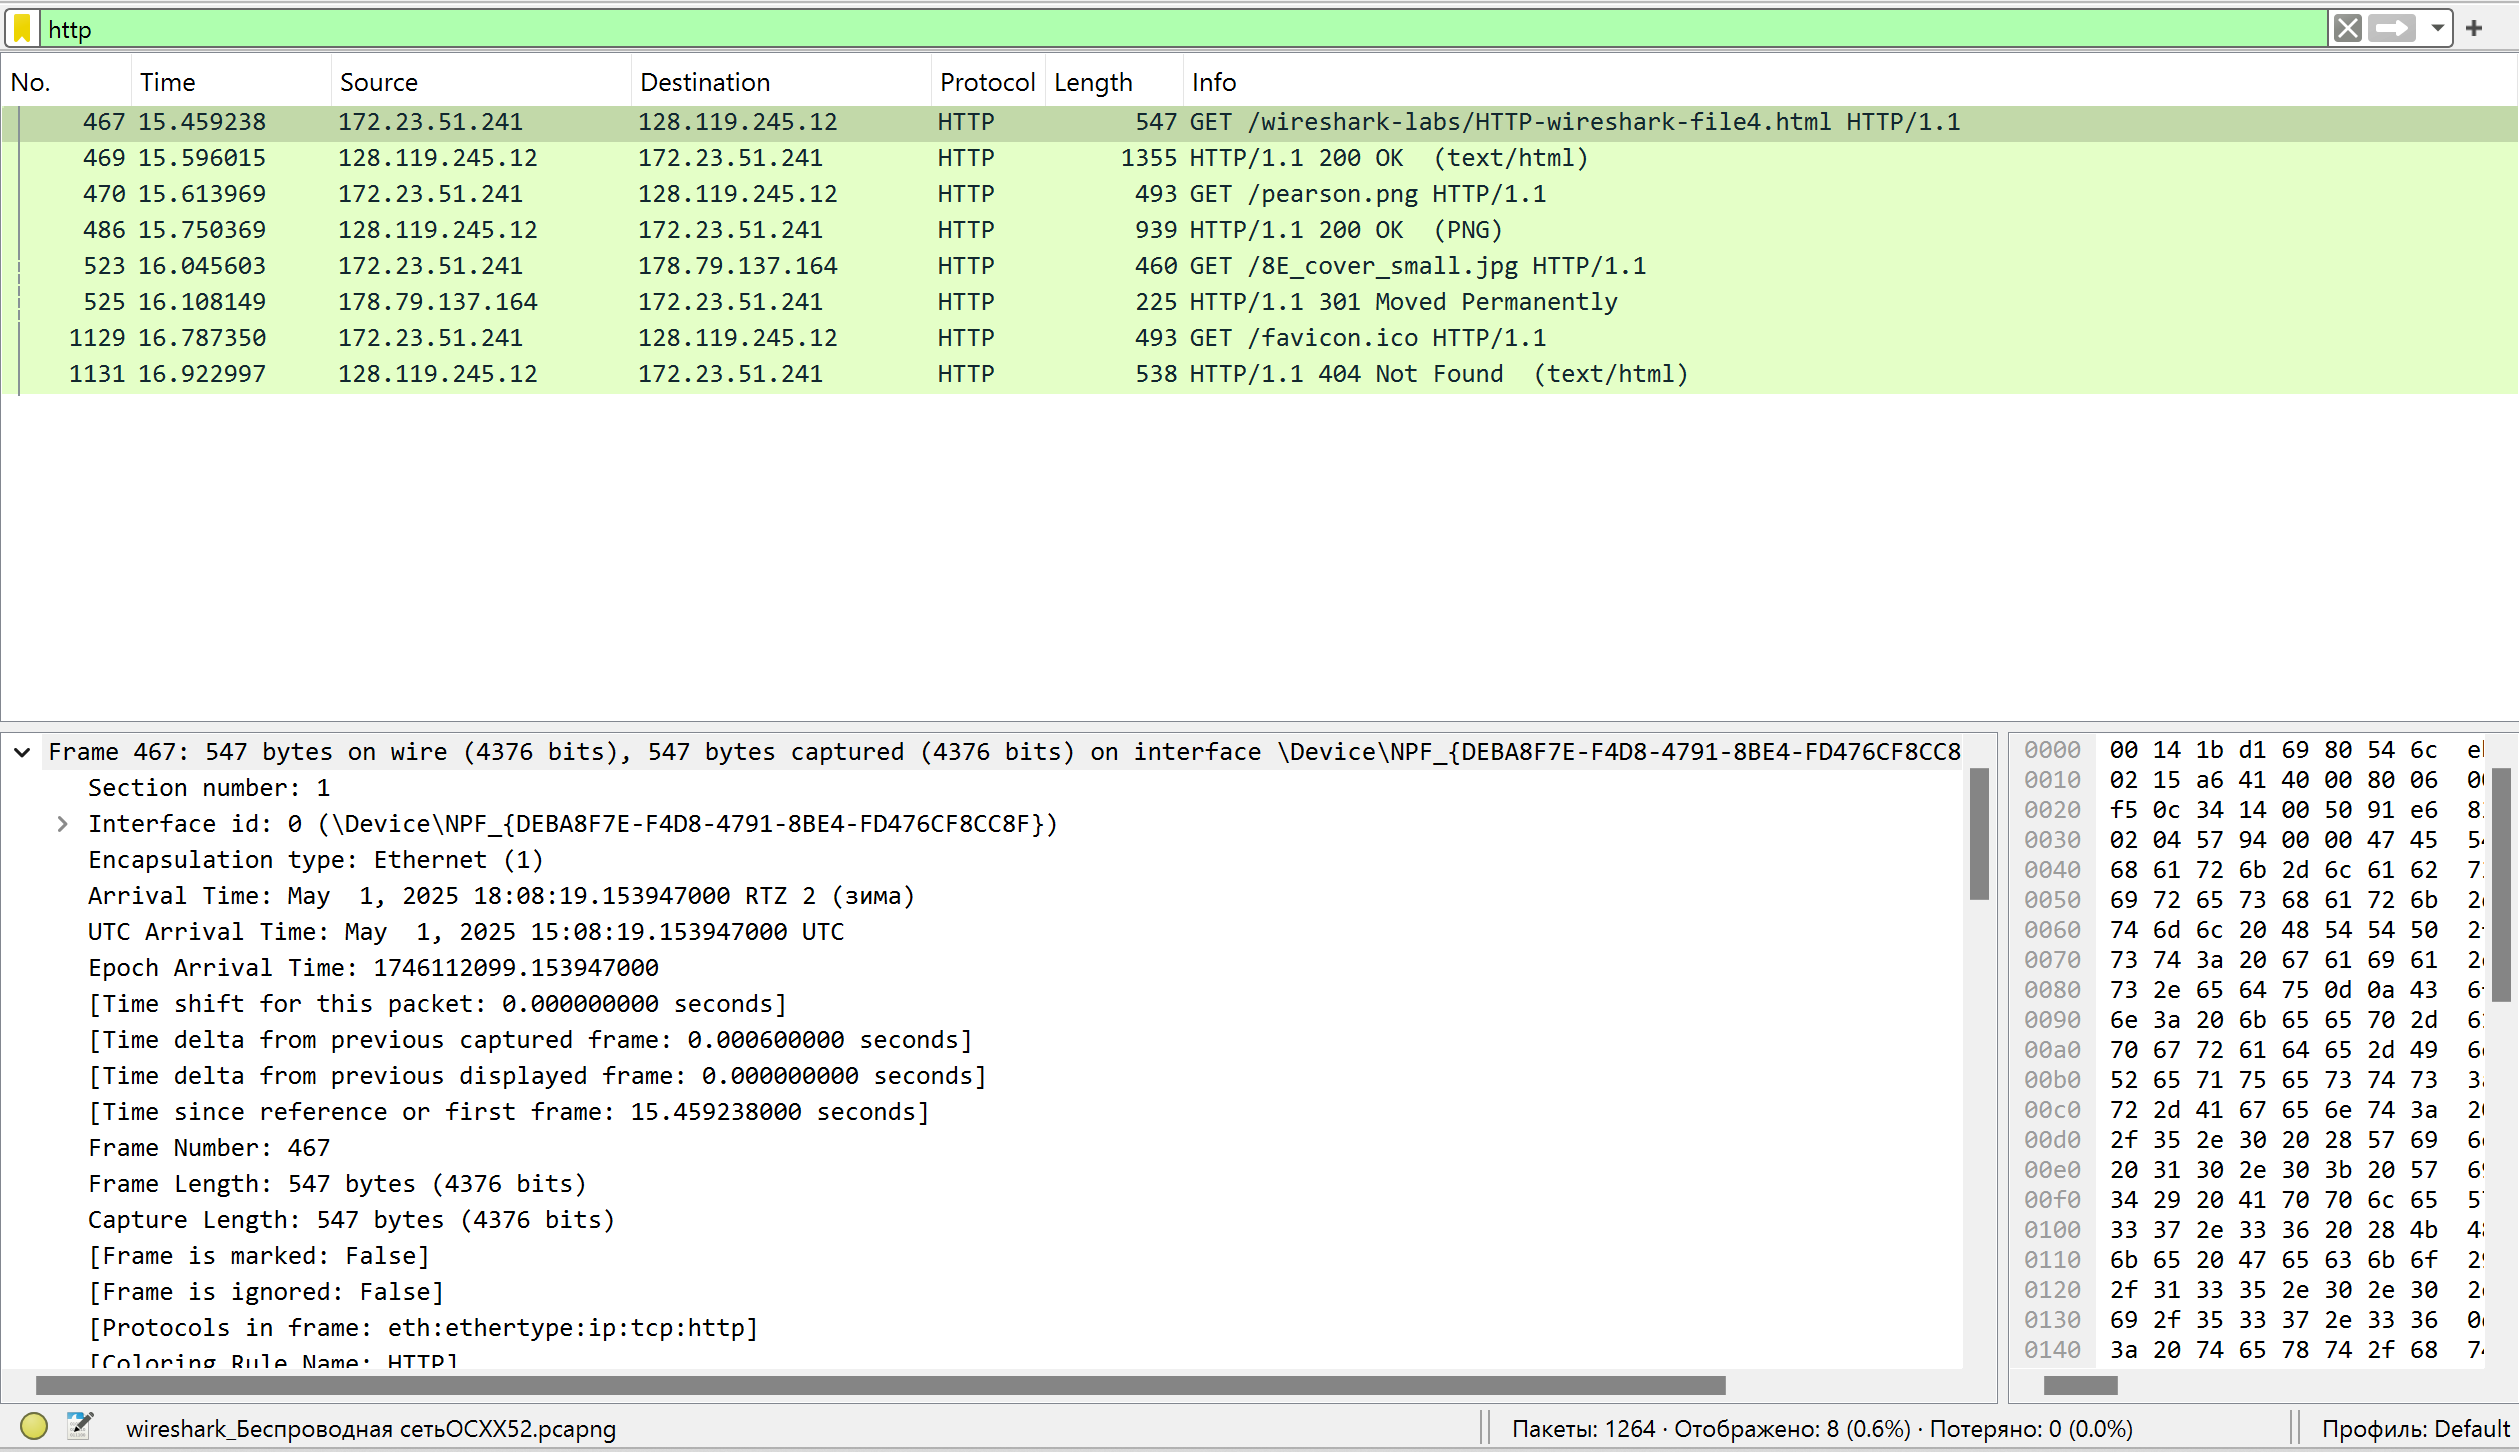 http
No. Time Source Destination Protocol Length Info
467 15.459238 172.23.51.241 128.119.245.12 HTTP 547 GET /wireshark-labs/HTTP-wireshark-file4.html HTTP/1.1
469 15.596015 128.119.245.12 172.23.51.241 HTTP 1355 HTTP/1.1 200 OK (text/html)
470 15.613969 172.23.51.241 128.119.245.12 HTTP 493 GET /pearson.png HTTP/1.1
486 15.750369 128.119.245.12 172.23.51.241 HTTP 939 HTTP/1.1 200 OK (PNG)
523 16.045603 172.23.51.241 178.79.137.164 HTTP 460 GET /8E_cover_small.jpg HTTP/1.1
525 16.108149 178.79.137.164 172.23.51.241 HTTP 225 HTTP/1.1 301 Moved Permanently
1129 16.787350 172.23.51.241 128.119.245.12 HTTP 493 GET /favicon.ico HTTP/1.1
1131 16.922997 128.119.245.12 172.23.51.241 HTTP 538 HTTP/1.1 404 Not Found (text/html)
Frame 467: 547 bytes on wire (4376 bits), 547 bytes captured (4376 bits) on interface \Device\NPF_{DEBA8F7E-F4D8-4791-8BE4-FD476CF8CC8
Section number: 1
Interface id: 0 (\Device\NPF_{DEBA8F7E-F4D8-4791-8BE4-FD476CF8CC8F})
Encapsulation type: Ethernet (1)
Arrival Time: May 1, 2025 18:08:19.153947000 RTZ 2 (зима)
UTC Arrival Time: May 1, 2025 15:08:19.153947000 UTC
Epoch Arrival Time: 1746112099.153947000
[Time shift for this packet: 0.000000000 seconds]
[Time delta from previous captured frame: 0.000600000 seconds]
[Time delta from previous displayed frame: 0.000000000 seconds]
[Time since reference or first frame: 15.459238000 seconds]
Frame Number: 467
Frame Length: 547 bytes (4376 bits)
Capture Length: 547 bytes (4376 bits)
[Frame is marked: False]
[Frame is ignored: False]
[Protocols in frame: eth:ethertype:ip:tcp:http]
[Coloring Rule Name: HTTP]
0000 00 14 1b d1 69 80 54 6c
0010 02 15 a6 41 40 00 80 06
0020 f5 0c 34 14 00 50 91 e6
0030 02 04 57 94 00 00 47 45
0040 68 61 72 6b 2d 6c 61 62
0050 69 72 65 73 68 61 72 6b
0060 74 6d 6c 20 48 54 54 50
0070 73 74 3a 20 67 61 69 61
0080 73 2e 65 64 75 0d 0a 43
0090 6e 3a 20 6b 65 65 70 2d
00a0 70 67 72 61 64 65 2d 49
00b0 52 65 71 75 65 73 74 73
00c0 72 2d 41 67 65 6e 74 3a
00d0 2f 35 2e 30 20 28 57 69
00e0 20 31 30 2e 30 3b 20 57
00f0 34 29 20 41 70 70 6c 65
0100 33 37 2e 33 36 20 28 4b
0110 6b 65 20 47 65 63 6b 6f
0120 2f 31 33 35 2e 30 2e 30
0130 69 2f 35 33 37 2e 33 36
0140 3a 20 74 65 78 74 2f 68
wireshark_Беспроводная сетьOCXX52.pcapng
Пакеты: 1264 · Отображено: 8 (0.6%) · Потеряно: 0 (0.0%)
Профиль: Default